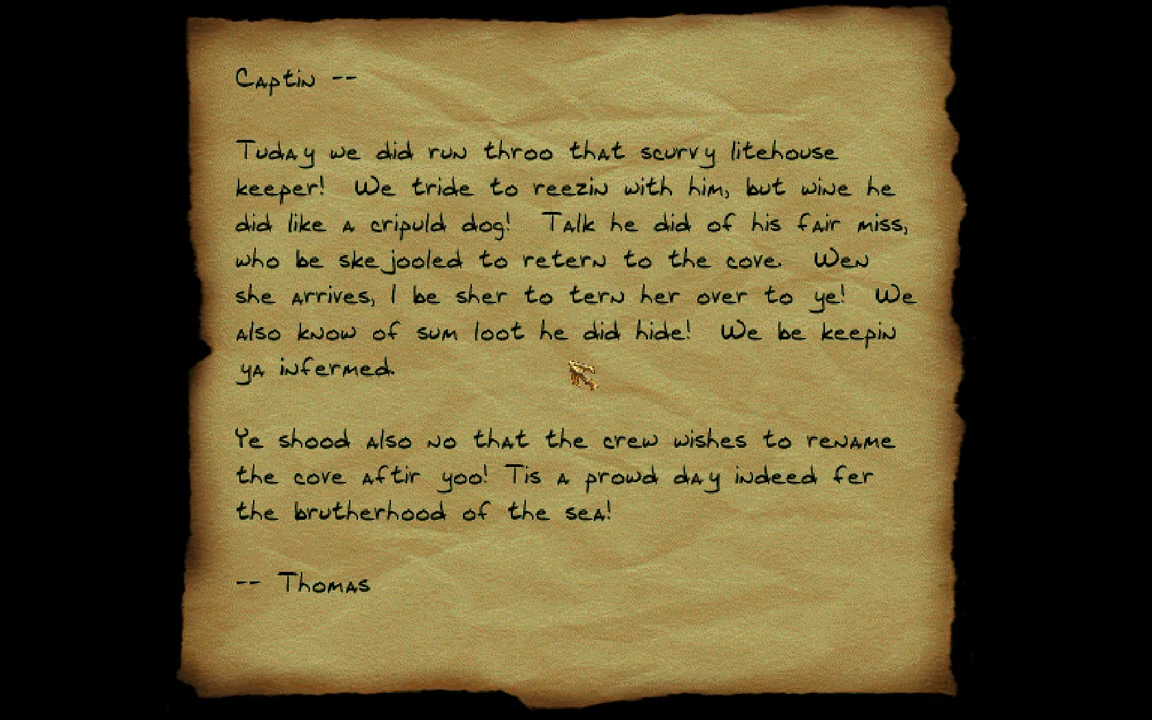 Captin --
Tuday we did run throo that scurvy litehouse
keeper!  We tride to reezin with him, but wine he
did like a cripuld dog!  Talk he did of his fair miss,
who be skejooled to retern to the cove.  Wen
she arrives, I be sher to tern her over to ye!  We
also know of sum loot he did hide!  We be keepin
ya infermed.
Ye shood also no that the crew wishes to rename
the cove aftir yoo! Tis a prowd day indeed fer
the brutherhood of the sea!
-- Thomas